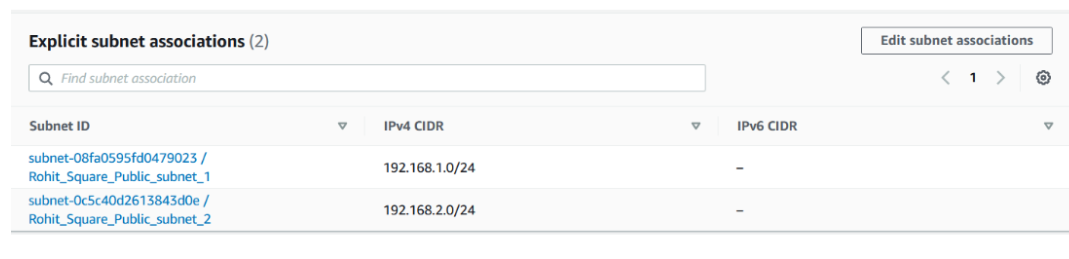 Explicit subnet associations (2)
Edit subnet associations
Find subnet association
1
Subnet ID
IPv4 CIDR
IPv6 CIDR
subnet-08fa0595fd0479023 /
Rohit_Square_Public_subnet_1
192.168.1.0/24
–
subnet-0c5c40d2613843d0e /
Rohit_Square_Public_subnet_2
192.168.2.0/24
–